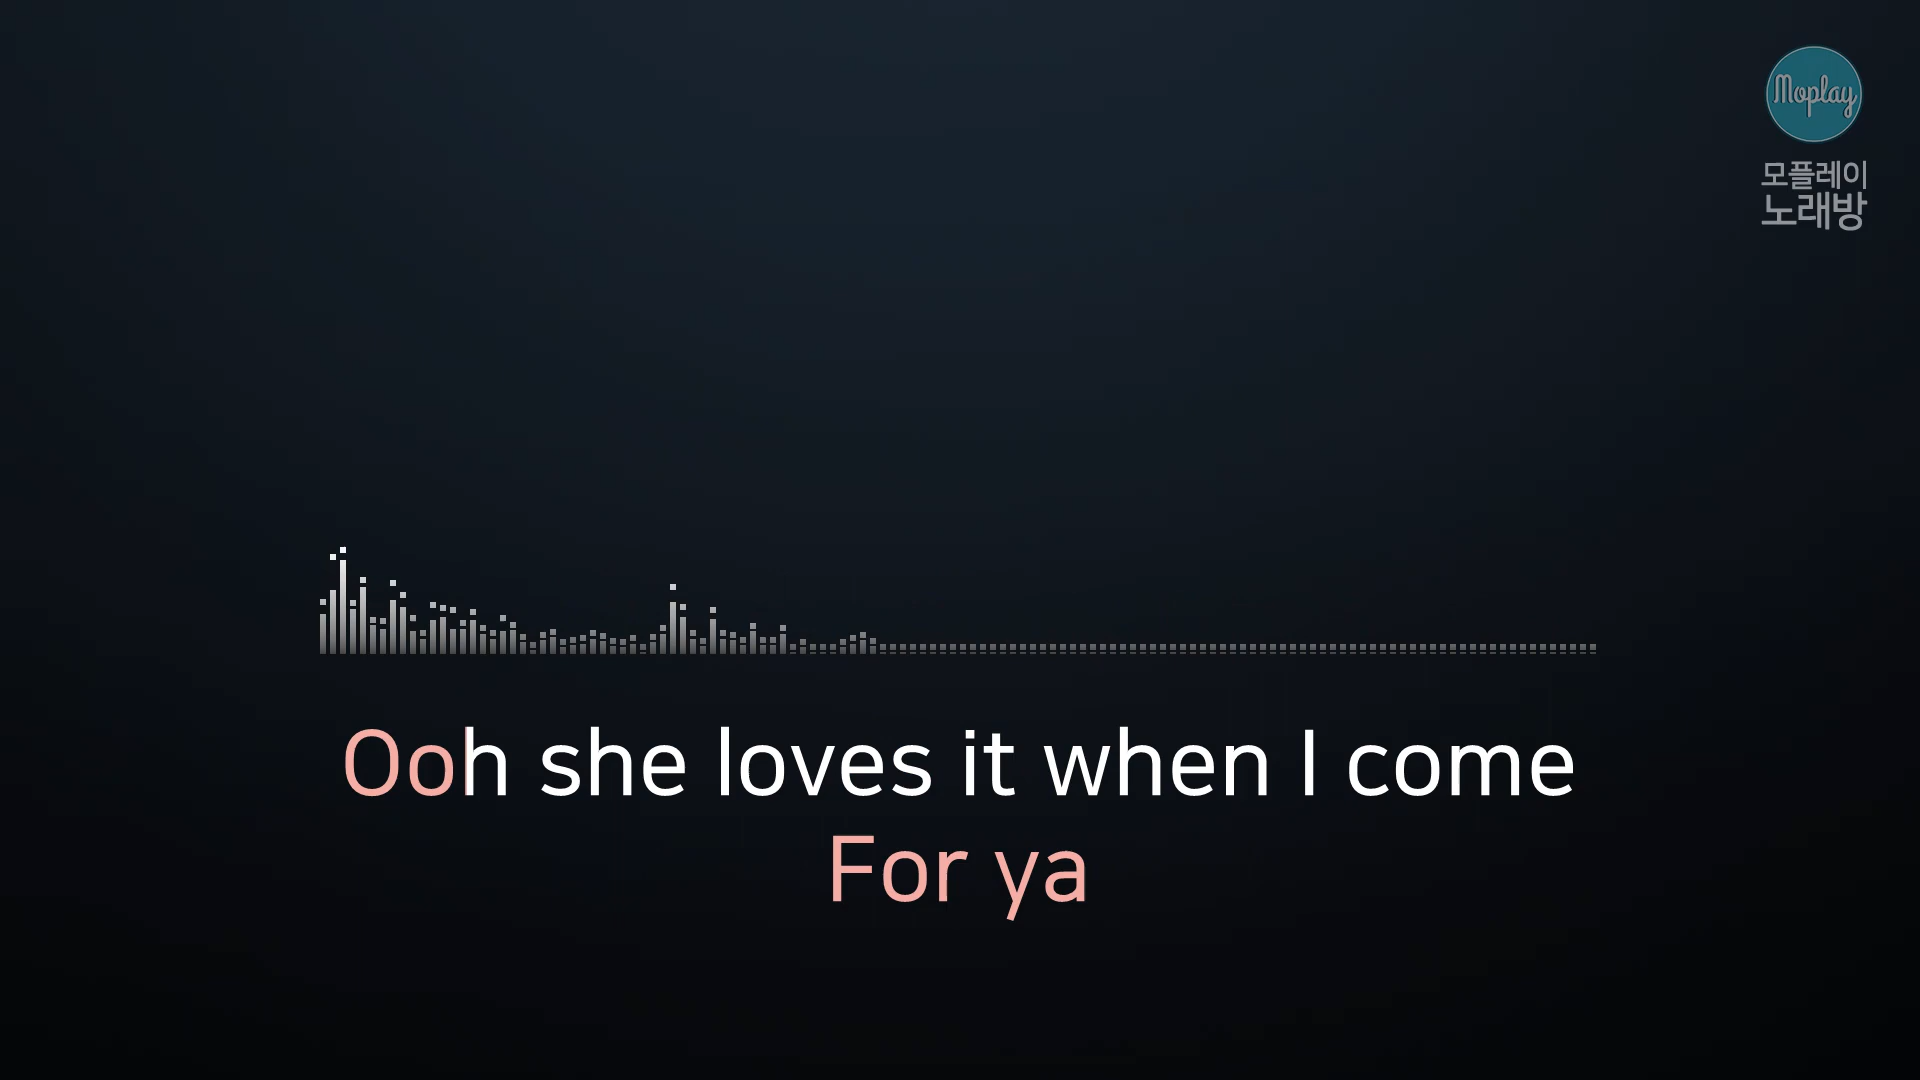 Moplay
모플레이
노래방
Ooh she loves it when I come
For ya